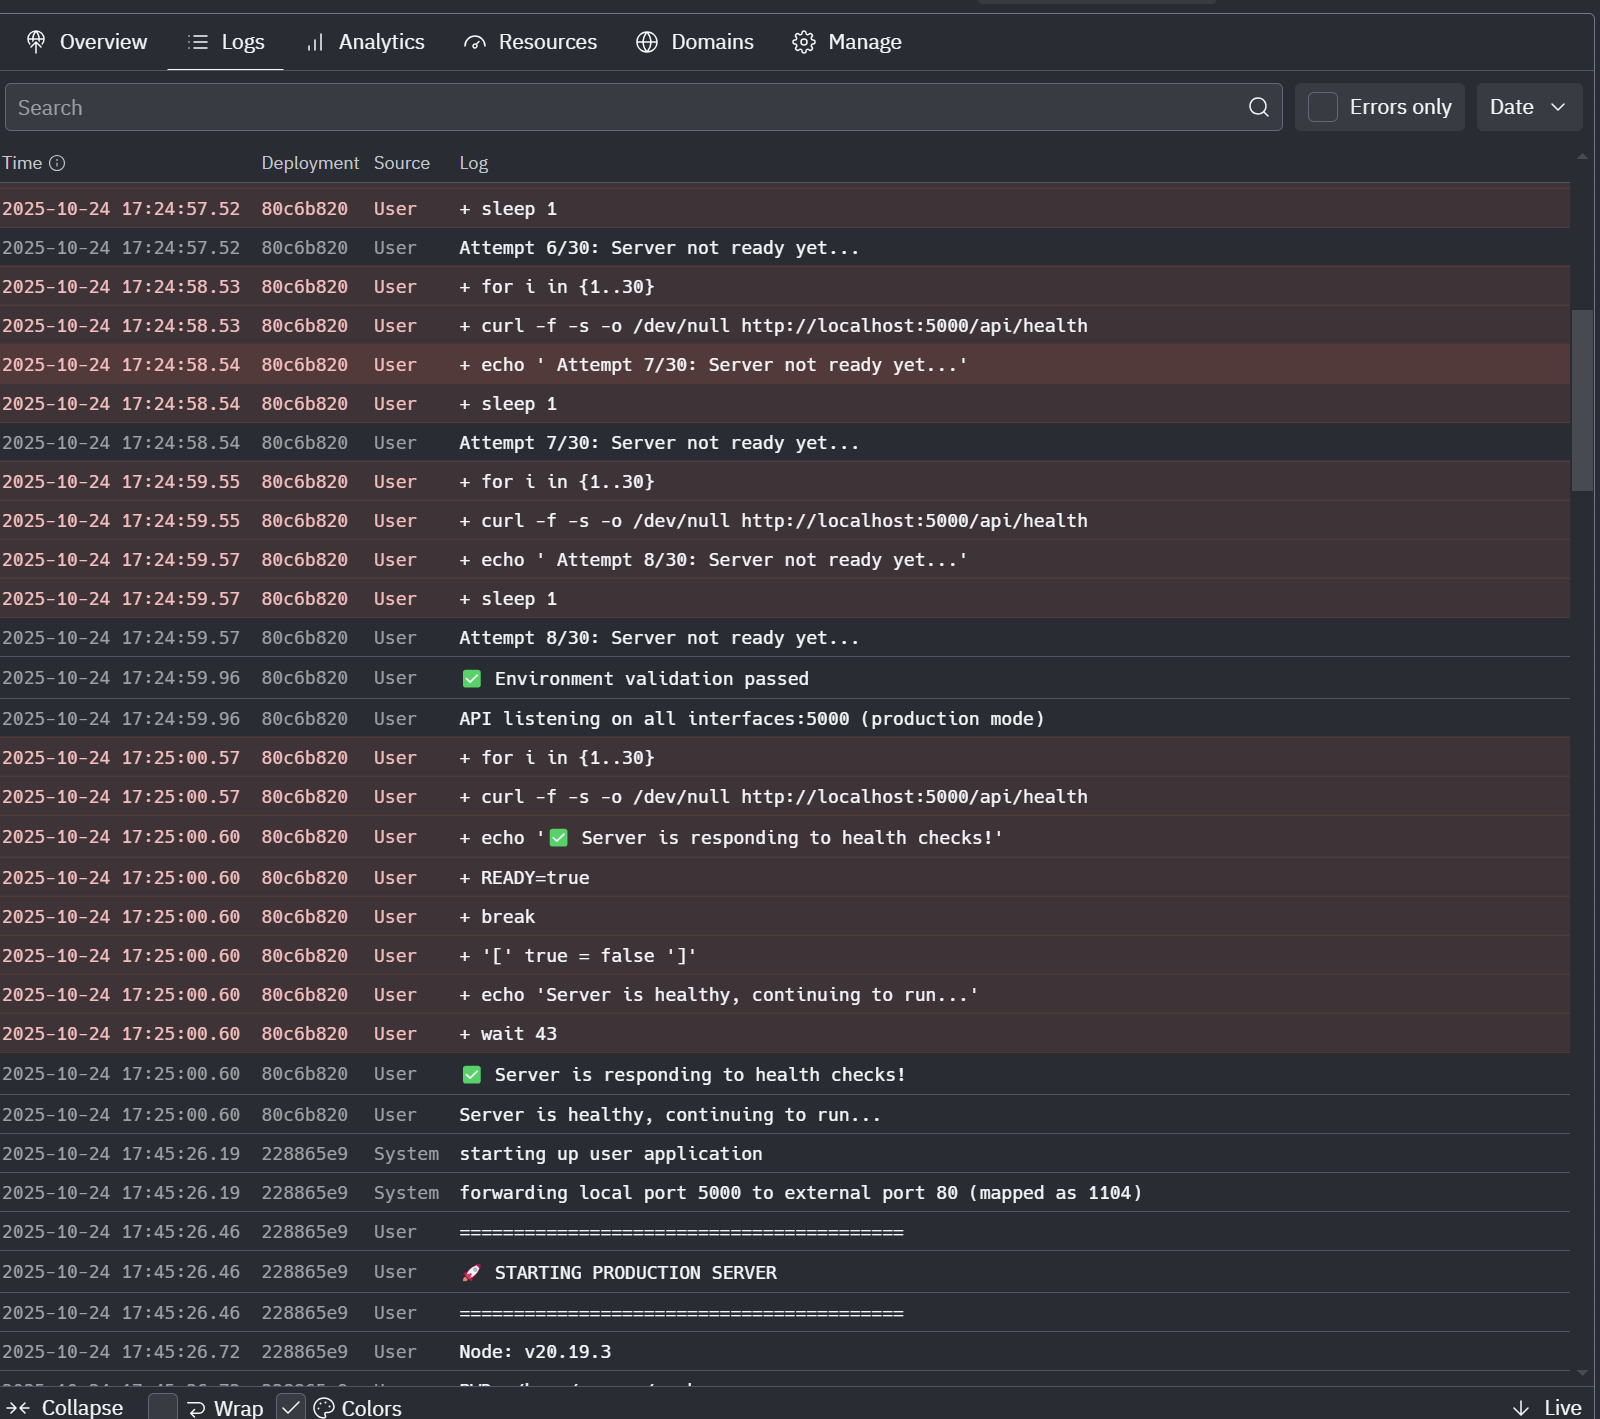 Overview Logs Analytics Resources Domains Manage
Search Errors only Date
Time Deployment Source Log
2025-10-24 17:24:57.52 80c6b820 User + sleep 1
2025-10-24 17:24:57.52 80c6b820 User Attempt 6/30: Server not ready yet...
2025-10-24 17:24:58.53 80c6b820 User + for i in {1..30}
2025-10-24 17:24:58.53 80c6b820 User + curl -f -s -o /dev/null http://localhost:5000/api/health
2025-10-24 17:24:58.54 80c6b820 User + echo ' Attempt 7/30: Server not ready yet...'
2025-10-24 17:24:58.54 80c6b820 User + sleep 1
2025-10-24 17:24:58.54 80c6b820 User Attempt 7/30: Server not ready yet...
2025-10-24 17:24:59.55 80c6b820 User + for i in {1..30}
2025-10-24 17:24:59.55 80c6b820 User + curl -f -s -o /dev/null http://localhost:5000/api/health
2025-10-24 17:24:59.57 80c6b820 User + echo ' Attempt 8/30: Server not ready yet...'
2025-10-24 17:24:59.57 80c6b820 User + sleep 1
2025-10-24 17:24:59.57 80c6b820 User Attempt 8/30: Server not ready yet...
2025-10-24 17:24:59.96 80c6b820 User ✅ Environment validation passed
2025-10-24 17:24:59.96 80c6b820 User API listening on all interfaces:5000 (production mode)
2025-10-24 17:25:00.57 80c6b820 User + for i in {1..30}
2025-10-24 17:25:00.57 80c6b820 User + curl -f -s -o /dev/null http://localhost:5000/api/health
2025-10-24 17:25:00.60 80c6b820 User + echo '✅ Server is responding to health checks!'
2025-10-24 17:25:00.60 80c6b820 User + READY=true
2025-10-24 17:25:00.60 80c6b820 User + break
2025-10-24 17:25:00.60 80c6b820 User + '[' true = false ']'
2025-10-24 17:25:00.60 80c6b820 User + echo 'Server is healthy, continuing to run...'
2025-10-24 17:25:00.60 80c6b820 User + wait 43
2025-10-24 17:25:00.60 80c6b820 User ✅ Server is responding to health checks!
2025-10-24 17:25:00.60 80c6b820 User Server is healthy, continuing to run...
2025-10-24 17:45:26.19 228865e9 System starting up user application
2025-10-24 17:45:26.19 228865e9 System forwarding local port 5000 to external port 80 (mapped as 1104)
2025-10-24 17:45:26.46 228865e9 User =========================================
2025-10-24 17:45:26.46 228865e9 User 🚀 STARTING PRODUCTION SERVER
2025-10-24 17:45:26.46 228865e9 User =========================================
2025-10-24 17:45:26.72 228865e9 User Node: v20.19.3
Collapse Wrap Colors Live